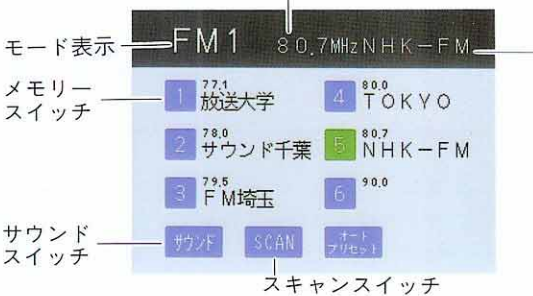 FM1 80.7MHz NHK-FM
モード表示
メモリー
スイッチ
1 77.1 放送大学
4 80.0 TOKYO
2 78.0 サウンド千葉
5 80.7 NHK-FM
3 79.5 FM埼玉
6 90.0
サウンド
スイッチ
サウンド
SCAN
オート
プリセット
スキャンスイッチ